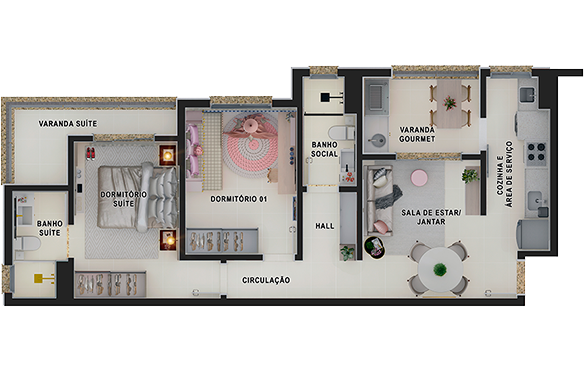 VARANDA SUÍTE
BANHO
SOCIAL
VARANDA
GOURMET
COZINHA E
ÁREA DE SERVIÇO
DORMITÓRIO
SUÍTE
DORMITÓRIO 01
BANHO
SUÍTE
HALL
SALA DE ESTAR/
JANTAR
CIRCULAÇÃO